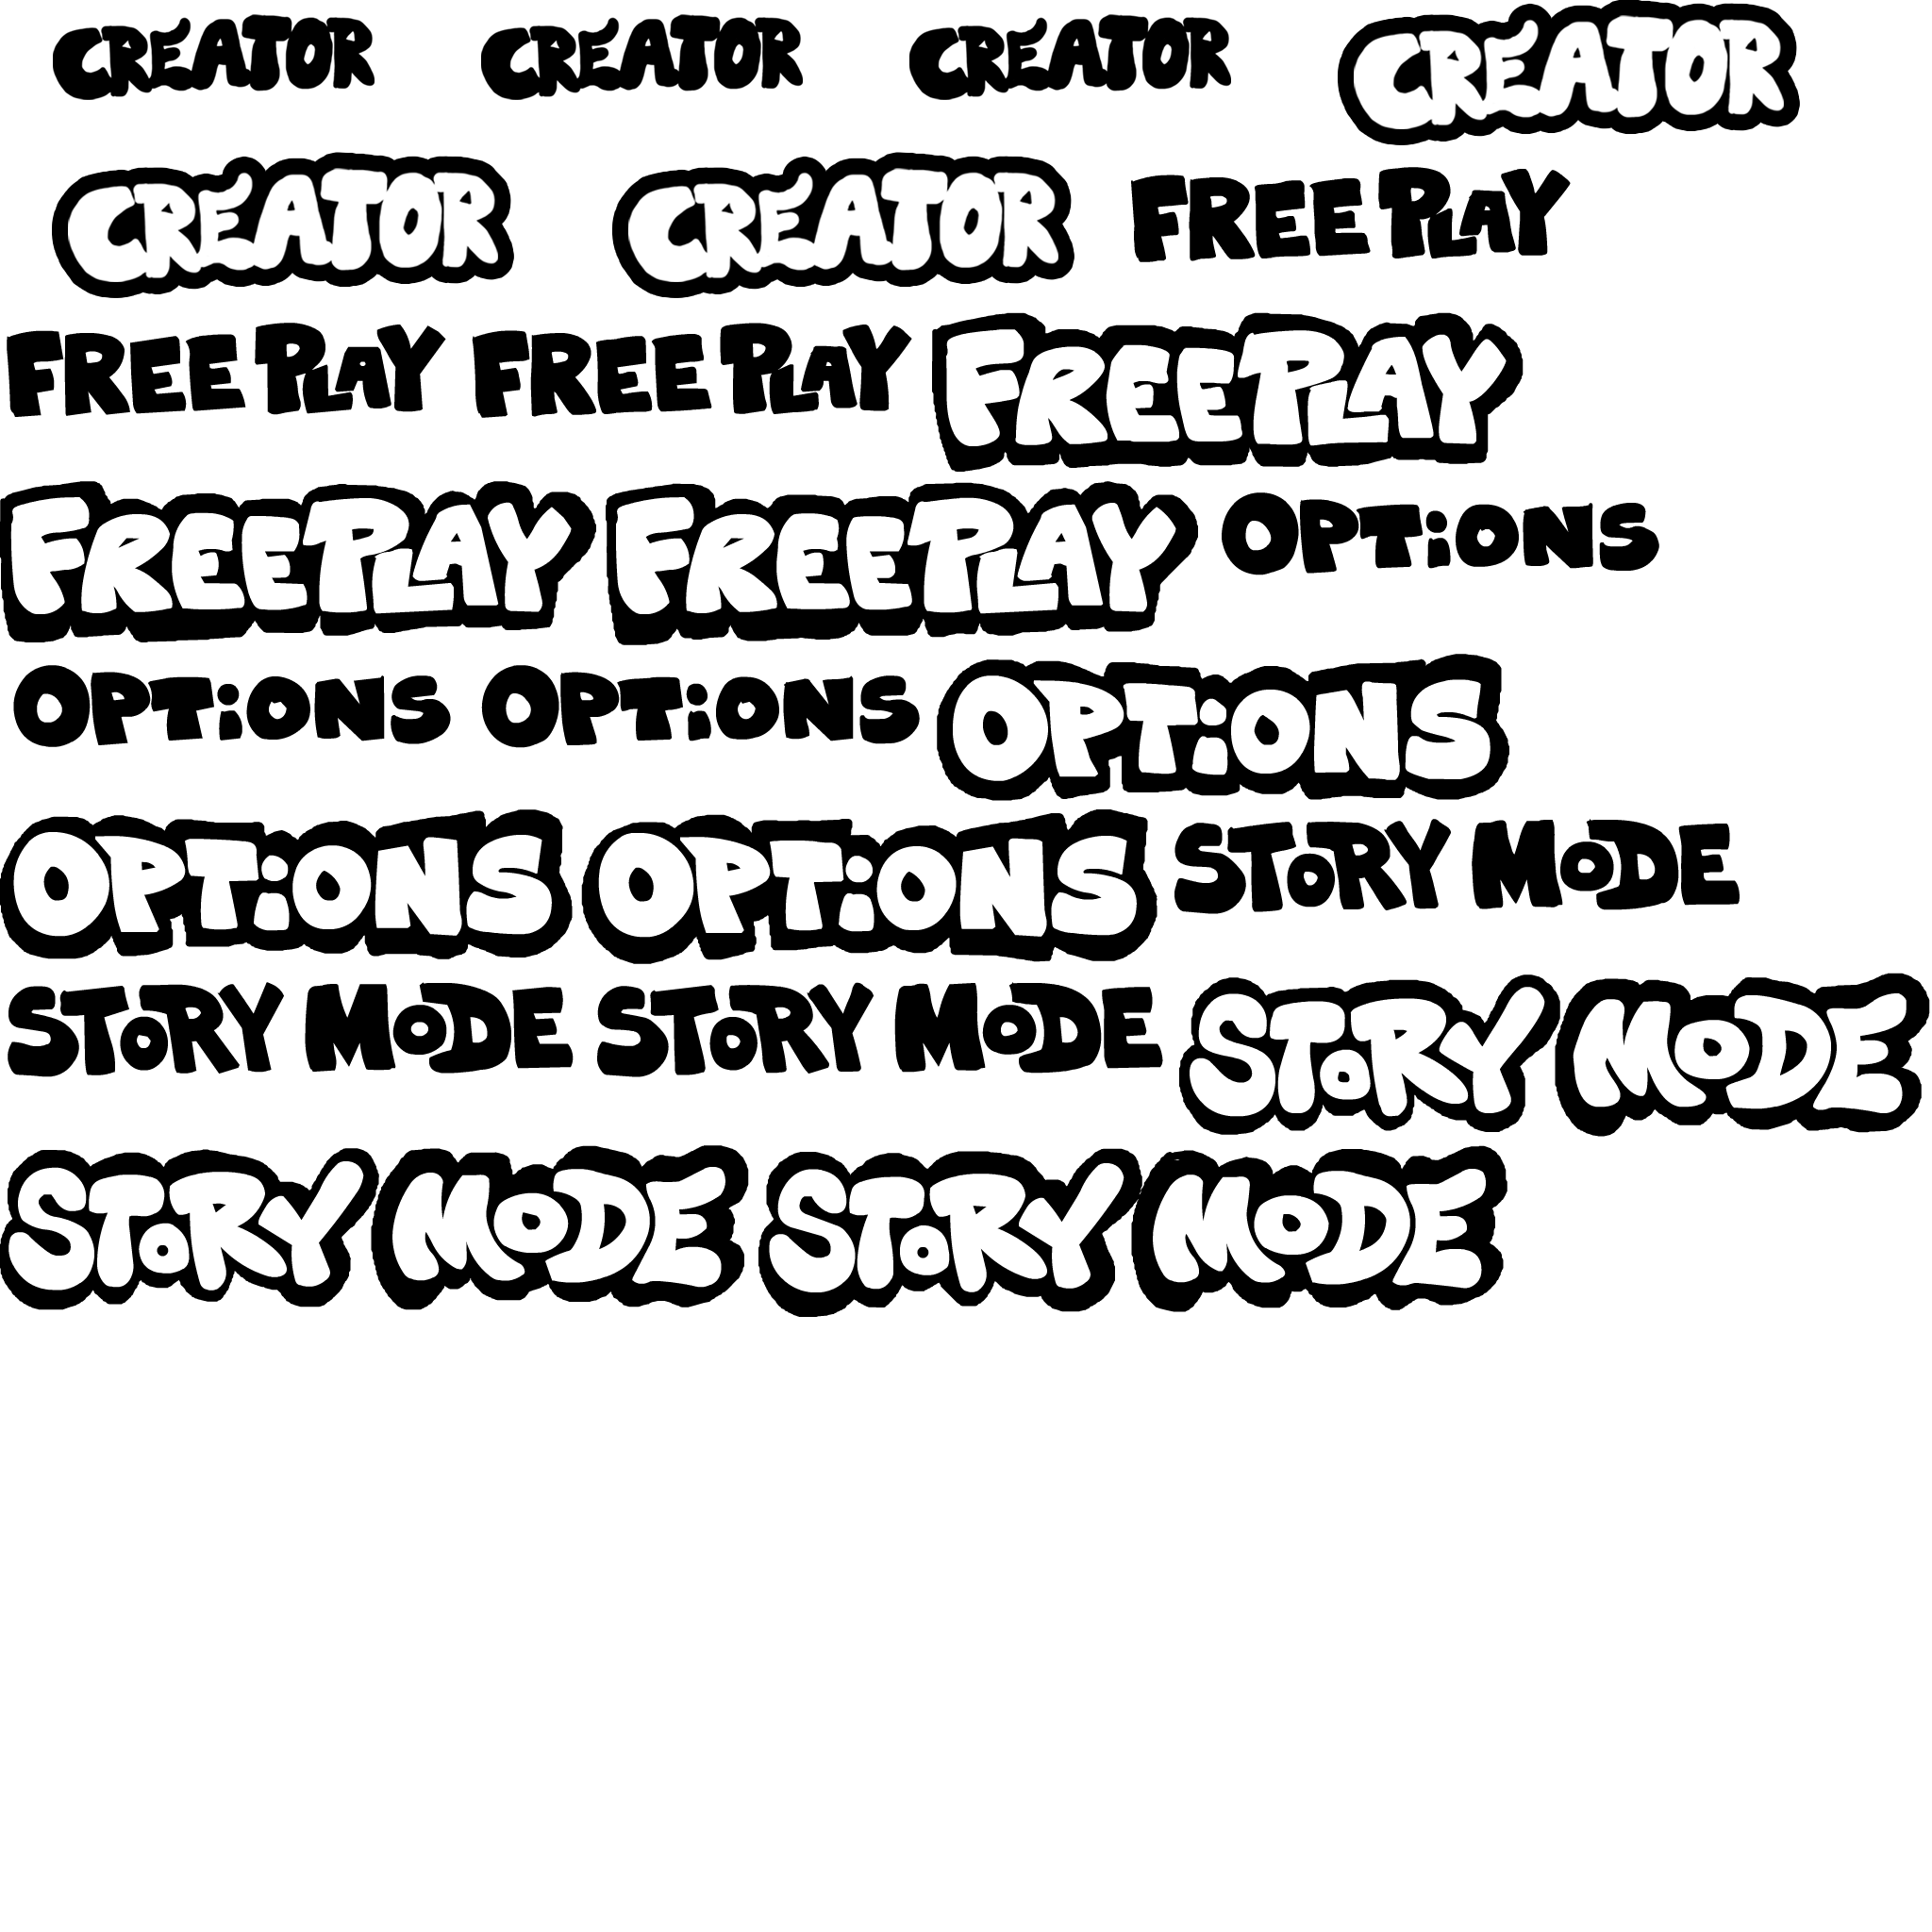 CREATOR CREATOR CREATOR CREATOR
CREATOR CREATOR FREE PLAY
FREE PLAY FREE PLAY FREEPLAY
FREEPLAY FREEPLAY OPTiONS
OPTiONS OPTiONS OPTiONS
OPTiONS OPTiONS STORY MODE
STORY MODE STORY MODE STORY MODE
STORY MODE STORY MODE